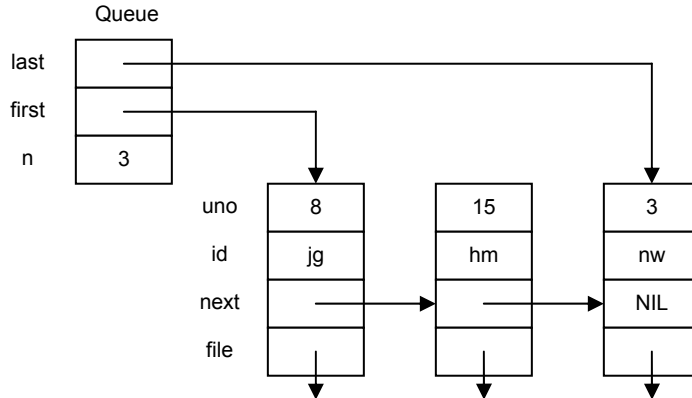 Queue
last
first
n 3
uno 8 15 3
id jg hm nw
next NIL
file